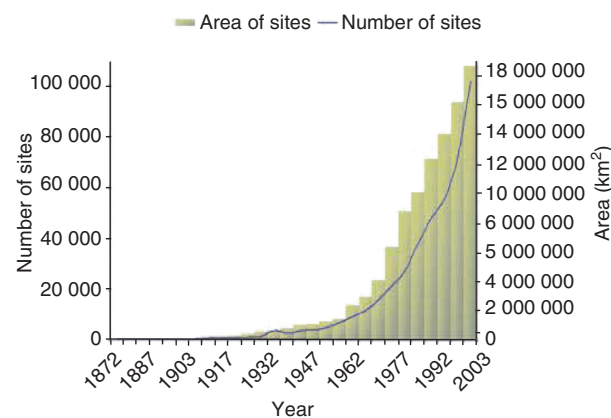 Area of sites Number of sites
100 000
80 000
60 000
40 000
20 000
0
Number of sites
18 000 000
15 000 000
14 000 000
12 000 000
10 000 000
6 000 000
5 000 000
4 000 000
2 000 000
0
Area (km²)
1872 1887 1903 1917 1932 1947 1962 1977 1992 2003
Year